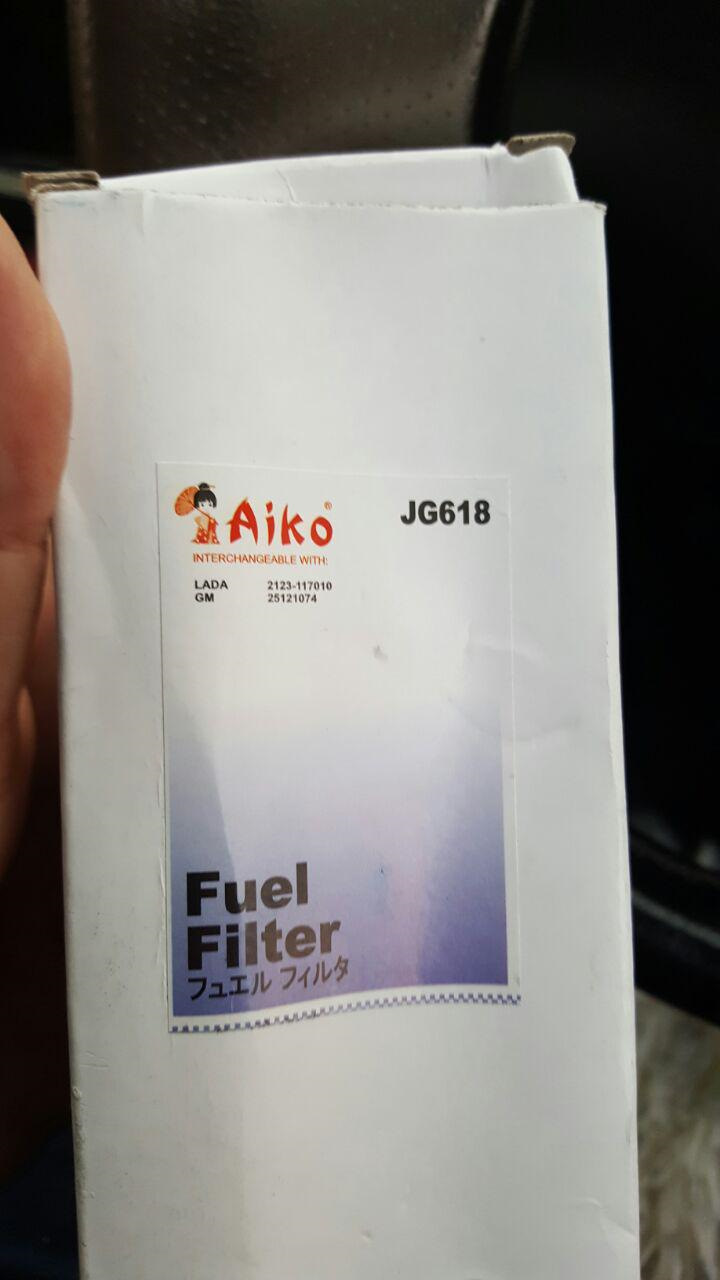 Aiko®
JG618
INTERCHANGEABLE WITH:
LADA 2123-117010
GM 25121074
Fuel
Filter
フュエル フィルタ